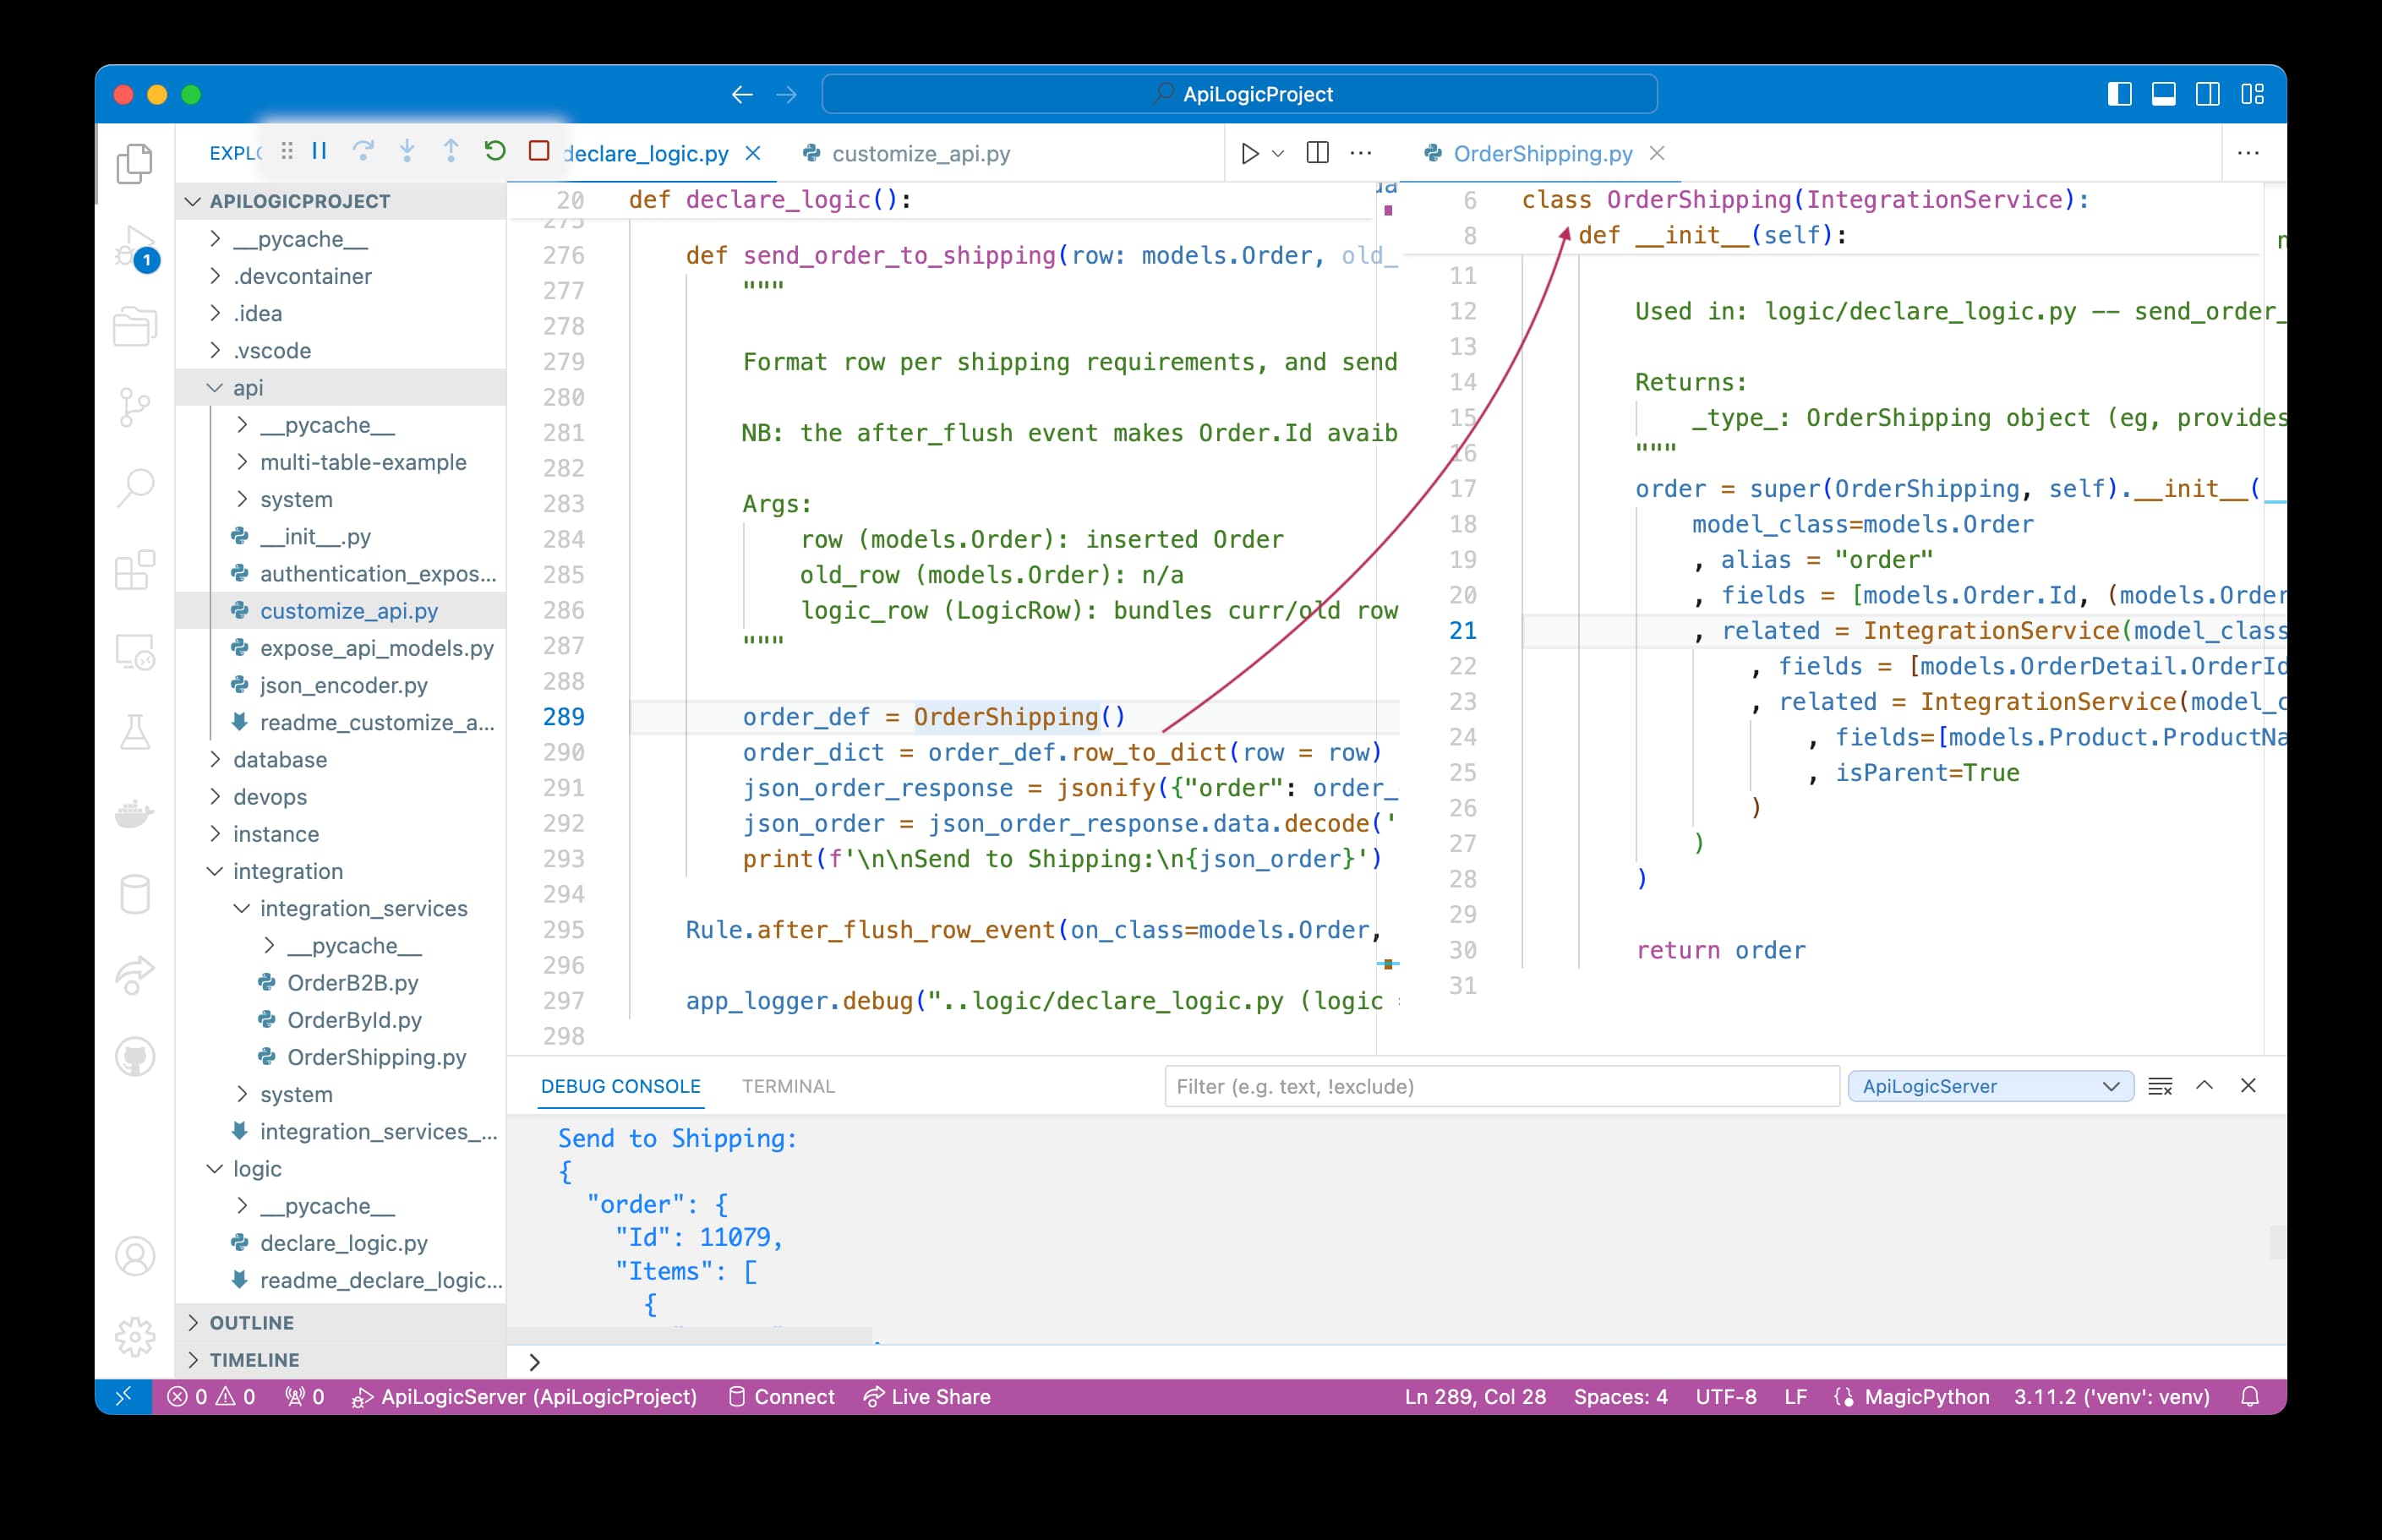 ApiLogicProject
EXPLO
declare_logic.py
customize_api.py
OrderShipping.py
1
APILOGICPROJECT
__pycache__
.devcontainer
.idea
.vscode
api
__pycache__
multi-table-example
system
__init__.py
authentication_expos...
customize_api.py
expose_api_models.py
json_encoder.py
readme_customize_a...
database
devops
instance
integration
integration_services
__pycache__
OrderB2B.py
OrderById.py
OrderShipping.py
system
integration_services_...
logic
__pycache__
declare_logic.py
readme_declare_logic...
OUTLINE
TIMELINE
20 def declare_logic():
275
276 def send_order_to_shipping(row: models.Order, old_
277 """
278
279 Format row per shipping requirements, and send
280
281 NB: the after_flush event makes Order.Id avaib
282
283 Args:
284 row (models.Order): inserted Order
285 old_row (models.Order): n/a
286 logic_row (LogicRow): bundles curr/old row
287 """
288
289 order_def = OrderShipping()
290 order_dict = order_def.row_to_dict(row = row)
291 json_order_response = jsonify({"order": order_
292 json_order = json_order_response.data.decode('
293 print(f'\n\nSend to Shipping:\n{json_order}')
294
295 Rule.after_flush_row_event(on_class=models.Order,
296
297 app_logger.debug("..logic/declare_logic.py (logic
298
6 class OrderShipping(IntegrationService):
8 def __init__(self):
11
12 Used in: logic/declare_logic.py -- send_order_
13
14 Returns:
15 _type_: OrderShipping object (eg, provides
16 """
17 order = super(OrderShipping, self).__init__(
18 model_class=models.Order
19 , alias = "order"
20 , fields = [models.Order.Id, (models.Order
21 , related = IntegrationService(model_class
22 , fields = [models.OrderDetail.OrderId
23 , related = IntegrationService(model_c
24 , fields=[models.Product.ProductNa
25 , isParent=True
26 )
27 )
28 )
29
30 return order
31
DEBUG CONSOLE TERMINAL Filter (e.g. text, !exclude) ApiLogicServer
Send to Shipping:
{
"order": {
"Id": 11079,
"Items": [
{
>
0 0 0 ApiLogicServer (ApiLogicProject) Connect Live Share Ln 289, Col 28 Spaces: 4 UTF-8 LF MagicPython 3.11.2 ('venv': venv)